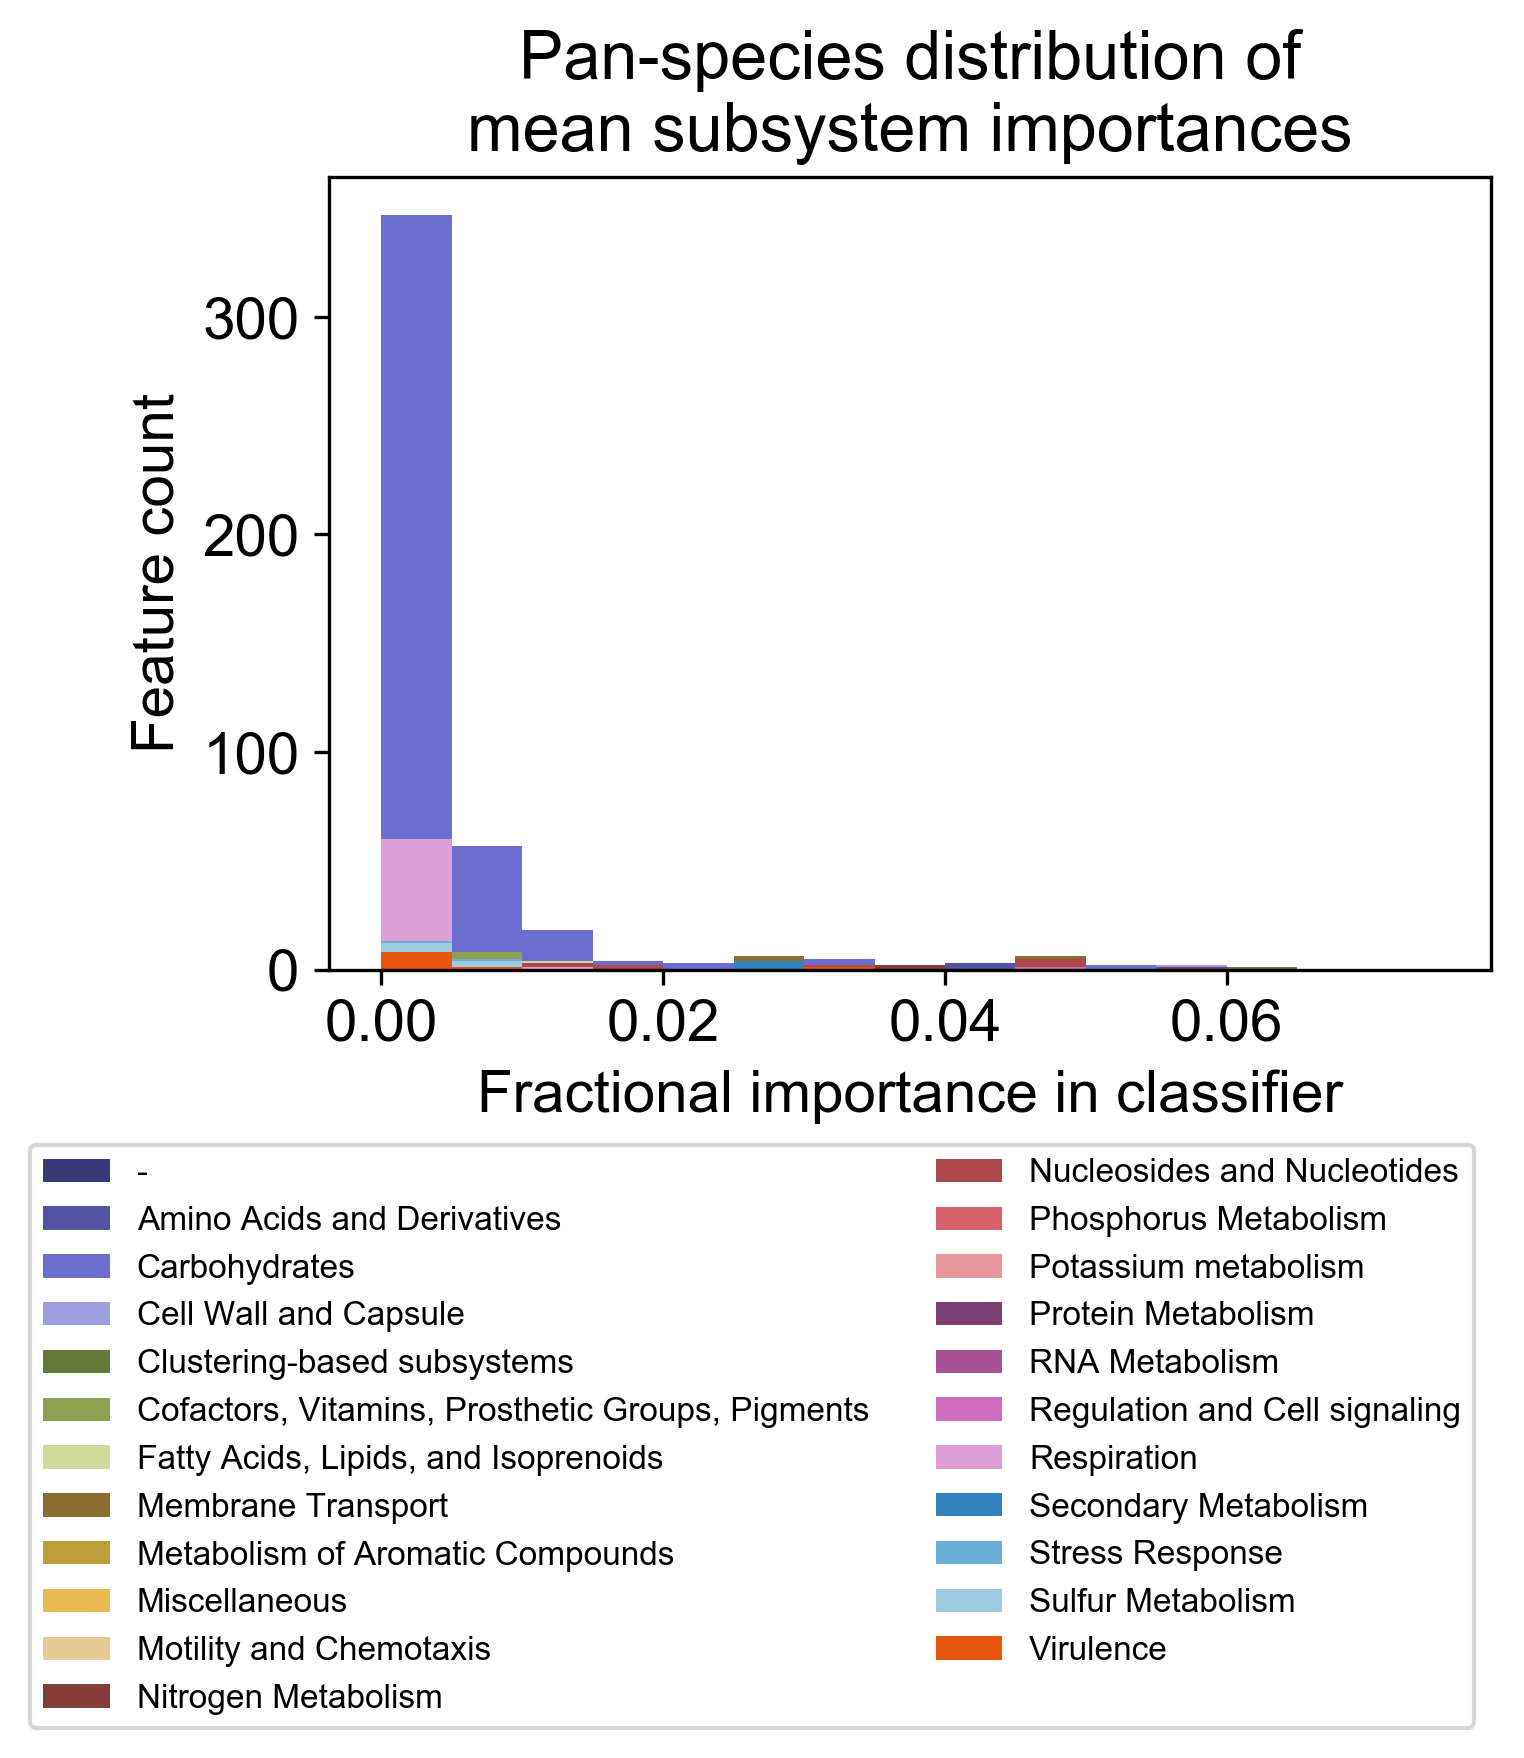 Pan-species distribution of
mean subsystem importances
Feature count
300
200
100
0
0.00
0.02
0.04
0.06
Fractional importance in classifier
-
Amino Acids and Derivatives
Carbohydrates
Cell Wall and Capsule
Clustering-based subsystems
Cofactors, Vitamins, Prosthetic Groups, Pigments
Fatty Acids, Lipids, and Isoprenoids
Membrane Transport
Metabolism of Aromatic Compounds
Miscellaneous
Motility and Chemotaxis
Nitrogen Metabolism
Nucleosides and Nucleotides
Phosphorus Metabolism
Potassium metabolism
Protein Metabolism
RNA Metabolism
Regulation and Cell signaling
Respiration
Secondary Metabolism
Stress Response
Sulfur Metabolism
Virulence